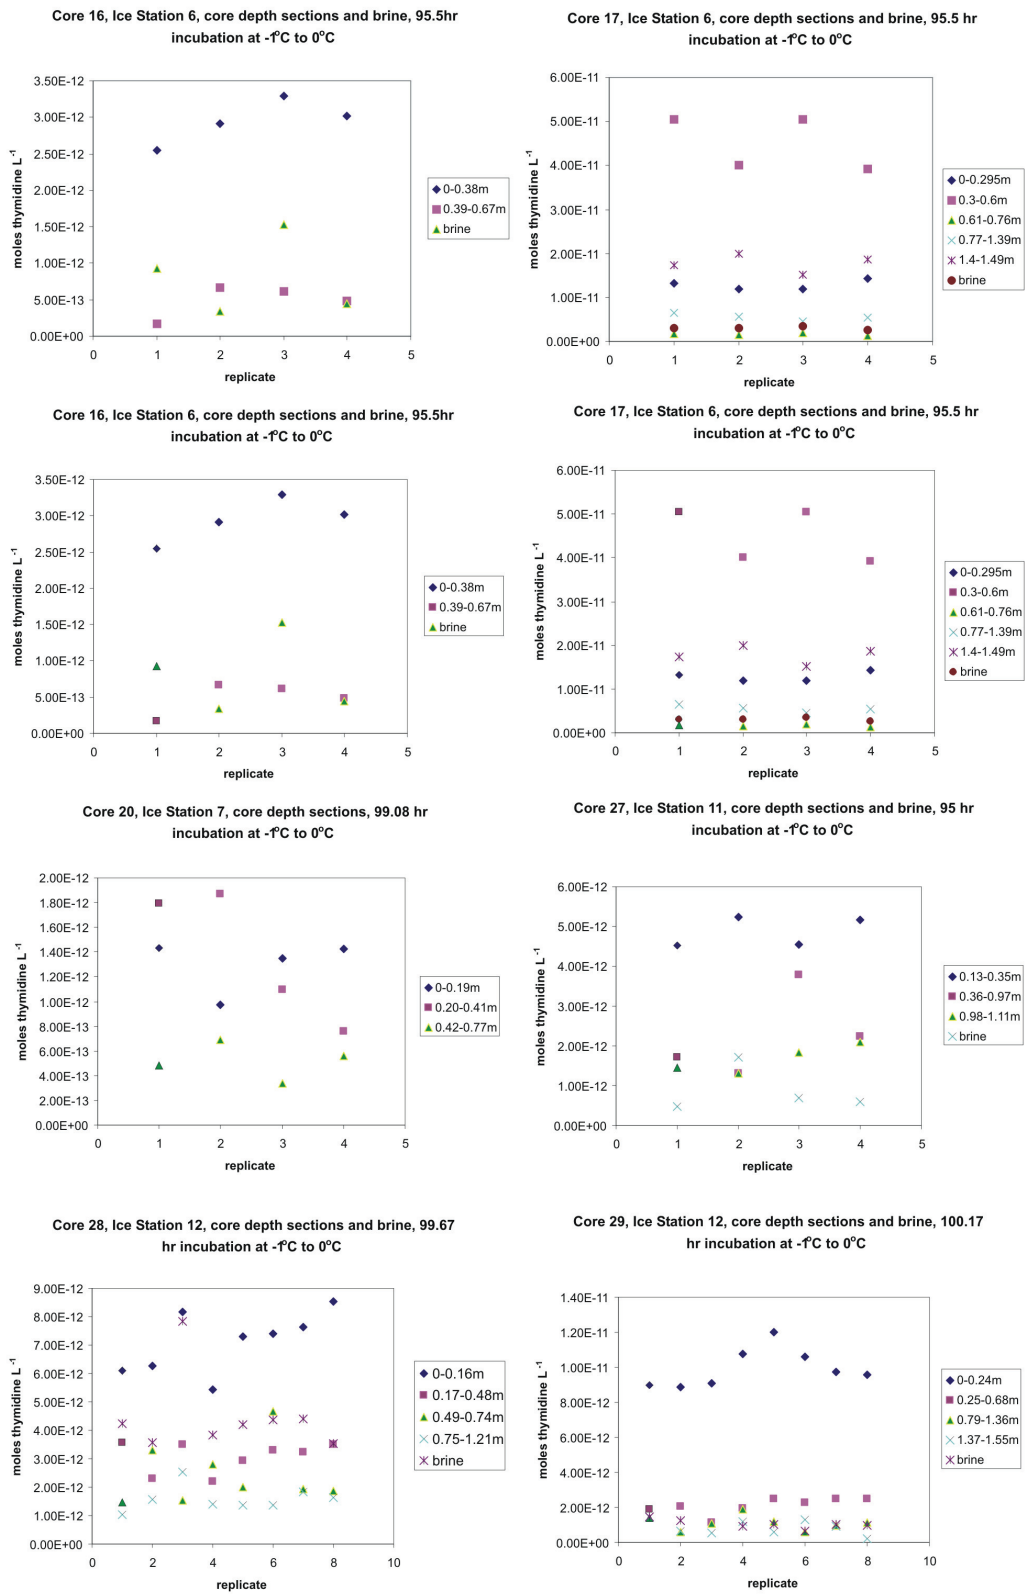 Core 16, Ice Station 6, core depth sections and brine, 95.5hr
incubation at -1°C to 0°C
3.50E-12
3.00E-12
2.50E-12
2.00E-12
1.50E-12
1.00E-12
5.00E-13
0.00E+00
0 1 2 3 4 5
moles thymidine L-1
replicate
0-0.38m
0.39-0.67m
brine
Core 17, Ice Station 6, core depth sections and brine, 95.5 hr
incubation at -1°C to 0°C
6.00E-11
5.00E-11
4.00E-11
3.00E-11
2.00E-11
1.00E-11
0.00E+00
0 1 2 3 4 5
moles thymidine L-1
replicate
0-0.295m
0.3-0.6m
0.61-0.76m
0.77-1.39m
1.4-1.49m
brine
Core 16, Ice Station 6, core depth sections and brine, 95.5hr
incubation at -1°C to 0°C
3.50E-12
3.00E-12
2.50E-12
2.00E-12
1.50E-12
1.00E-12
5.00E-13
0.00E+00
0 1 2 3 4 5
moles thymidine L-1
replicate
0-0.38m
0.39-0.67m
brine
Core 17, Ice Station 6, core depth sections and brine, 95.5 hr
incubation at -1°C to 0°C
6.00E-11
5.00E-11
4.00E-11
3.00E-11
2.00E-11
1.00E-11
0.00E+00
0 1 2 3 4 5
moles thymidine L-1
replicate
0-0.295m
0.3-0.6m
0.61-0.76m
0.77-1.39m
1.4-1.49m
brine
Core 20, Ice Station 7, core depth sections, 99.08 hr
incubation at -1°C to 0°C
2.00E-12
1.80E-12
1.60E-12
1.40E-12
1.20E-12
1.00E-12
8.00E-13
6.00E-13
4.00E-13
2.00E-13
0.00E+00
0 1 2 3 4 5
moles thymidine L-1
replicate
0-0.19m
0.20-0.41m
0.42-0.77m
Core 27, Ice Station 11, core depth sections and brine, 95 hr
incubation at -1°C to 0°C
6.00E-12
5.00E-12
4.00E-12
3.00E-12
2.00E-12
1.00E-12
0.00E+00
0 1 2 3 4 5
moles thymidine L-1
replicate
0.13-0.35m
0.36-0.97m
0.98-1.11m
brine
Core 28, Ice Station 12, core depth sections and brine, 99.67
hr incubation at -1°C to 0°C
9.00E-12
8.00E-12
7.00E-12
6.00E-12
5.00E-12
4.00E-12
3.00E-12
2.00E-12
1.00E-12
0.00E+00
0 2 4 6 8 10
moles thymidine L-1
replicate
0-0.16m
0.17-0.48m
0.49-0.74m
0.75-1.21m
brine
Core 29, Ice Station 12, core depth sections and brine, 100.17
hr incubation at -1°C to 0°C
1.40E-11
1.20E-11
1.00E-11
8.00E-12
6.00E-12
4.00E-12
2.00E-12
0.00E+00
0 2 4 6 8 10
moles thymidine L-1
replicate
0-0.24m
0.25-0.68m
0.79-1.36m
1.37-1.55m
brine